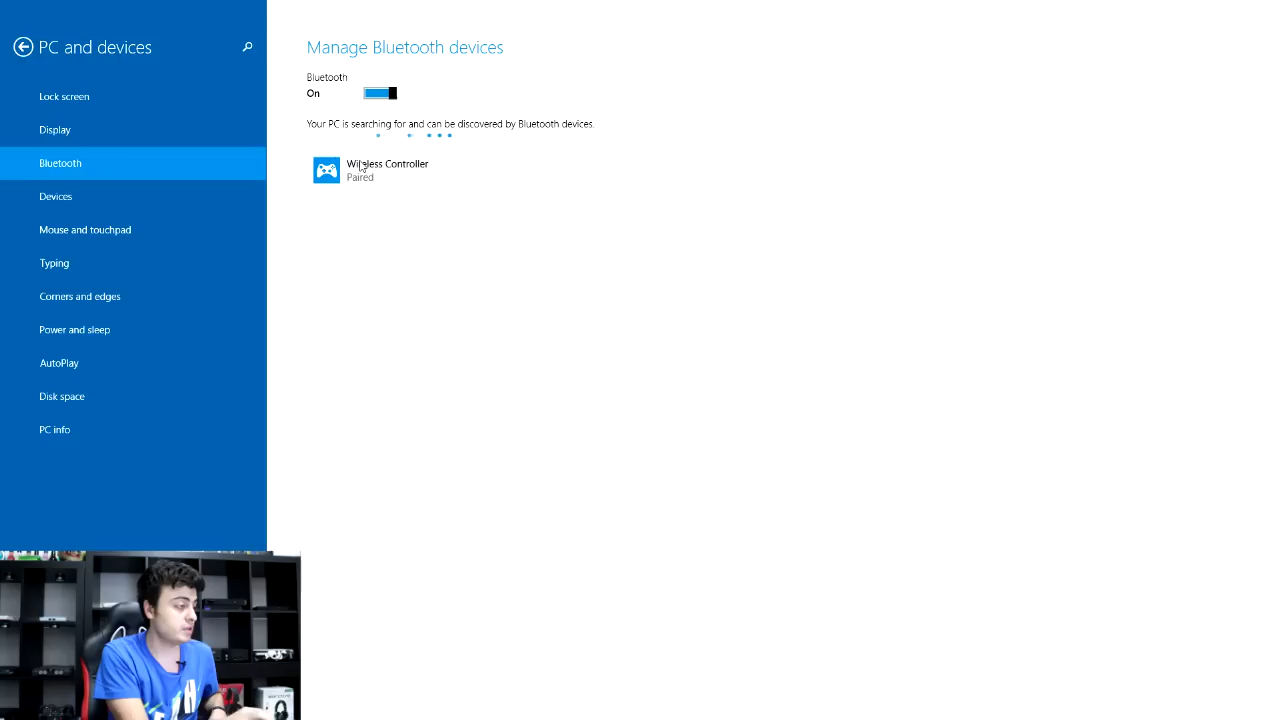 PC and devices
Lock screen
Display
Bluetooth
Devices
Mouse and touchpad
Typing
Corners and edges
Power and sleep
AutoPlay
Disk space
PC info
Manage Bluetooth devices
Bluetooth
On
Your PC is searching for and can be discovered by Bluetooth devices.
Wireless Controller
Paired